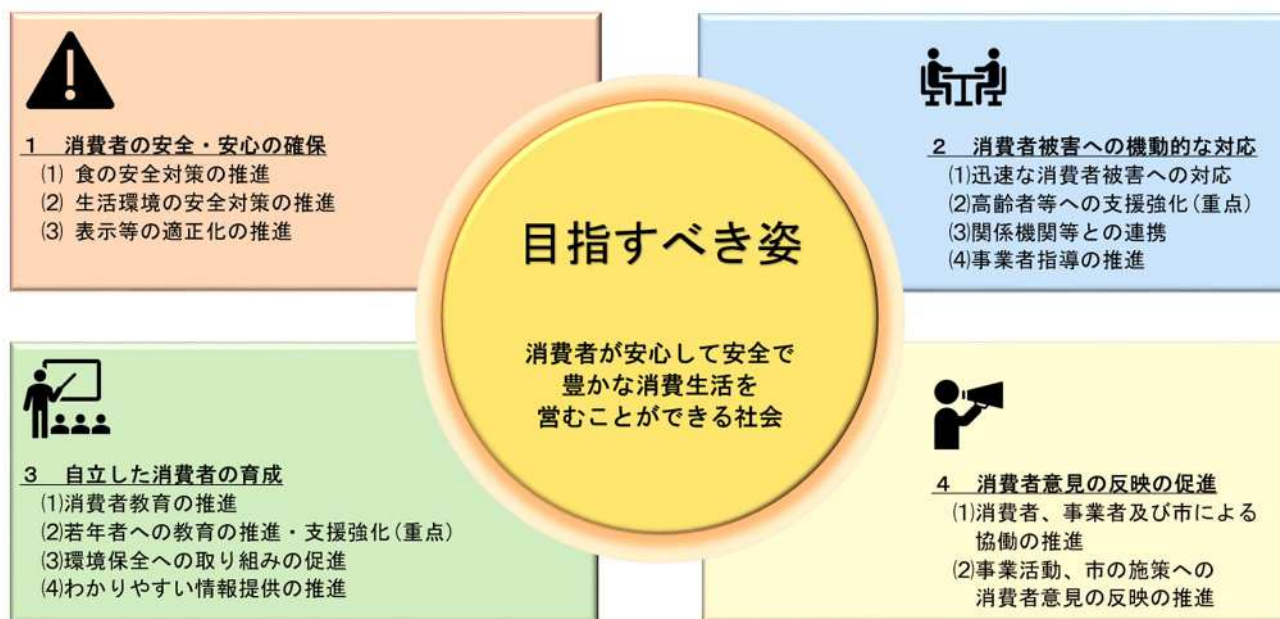 1 消費者の安全・安心の確保
⑴ 食の安全対策の推進
⑵ 生活環境の安全対策の推進
⑶ 表示等の適正化の推進
2 消費者被害への機動的な対応
⑴迅速な消費者被害への対応
⑵高齢者等への支援強化(重点)
⑶関係機関等との連携
⑷事業者指導の推進
目指すべき姿
消費者が安心して安全で
豊かな消費生活を
営むことができる社会
3 自立した消費者の育成
⑴消費者教育の推進
⑵若年者への教育の推進・支援強化(重点)
⑶環境保全への取り組みの促進
⑷わかりやすい情報提供の推進
4 消費者意見の反映の促進
⑴消費者、事業者及び市による
協働の推進
⑵事業活動、市の施策への
消費者意見の反映の推進